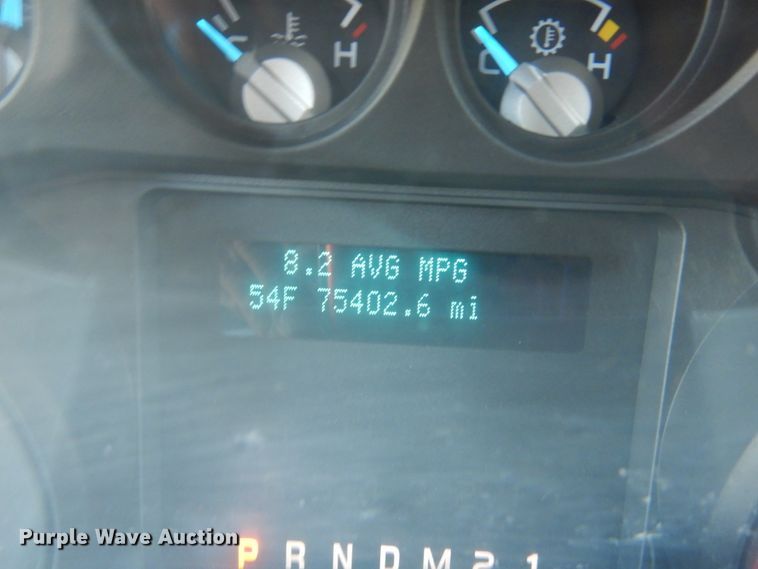 C H C H
8.2 AVG MPG
54F 75402.6 mi
P R N D M 2 1
Purple Wave Auction